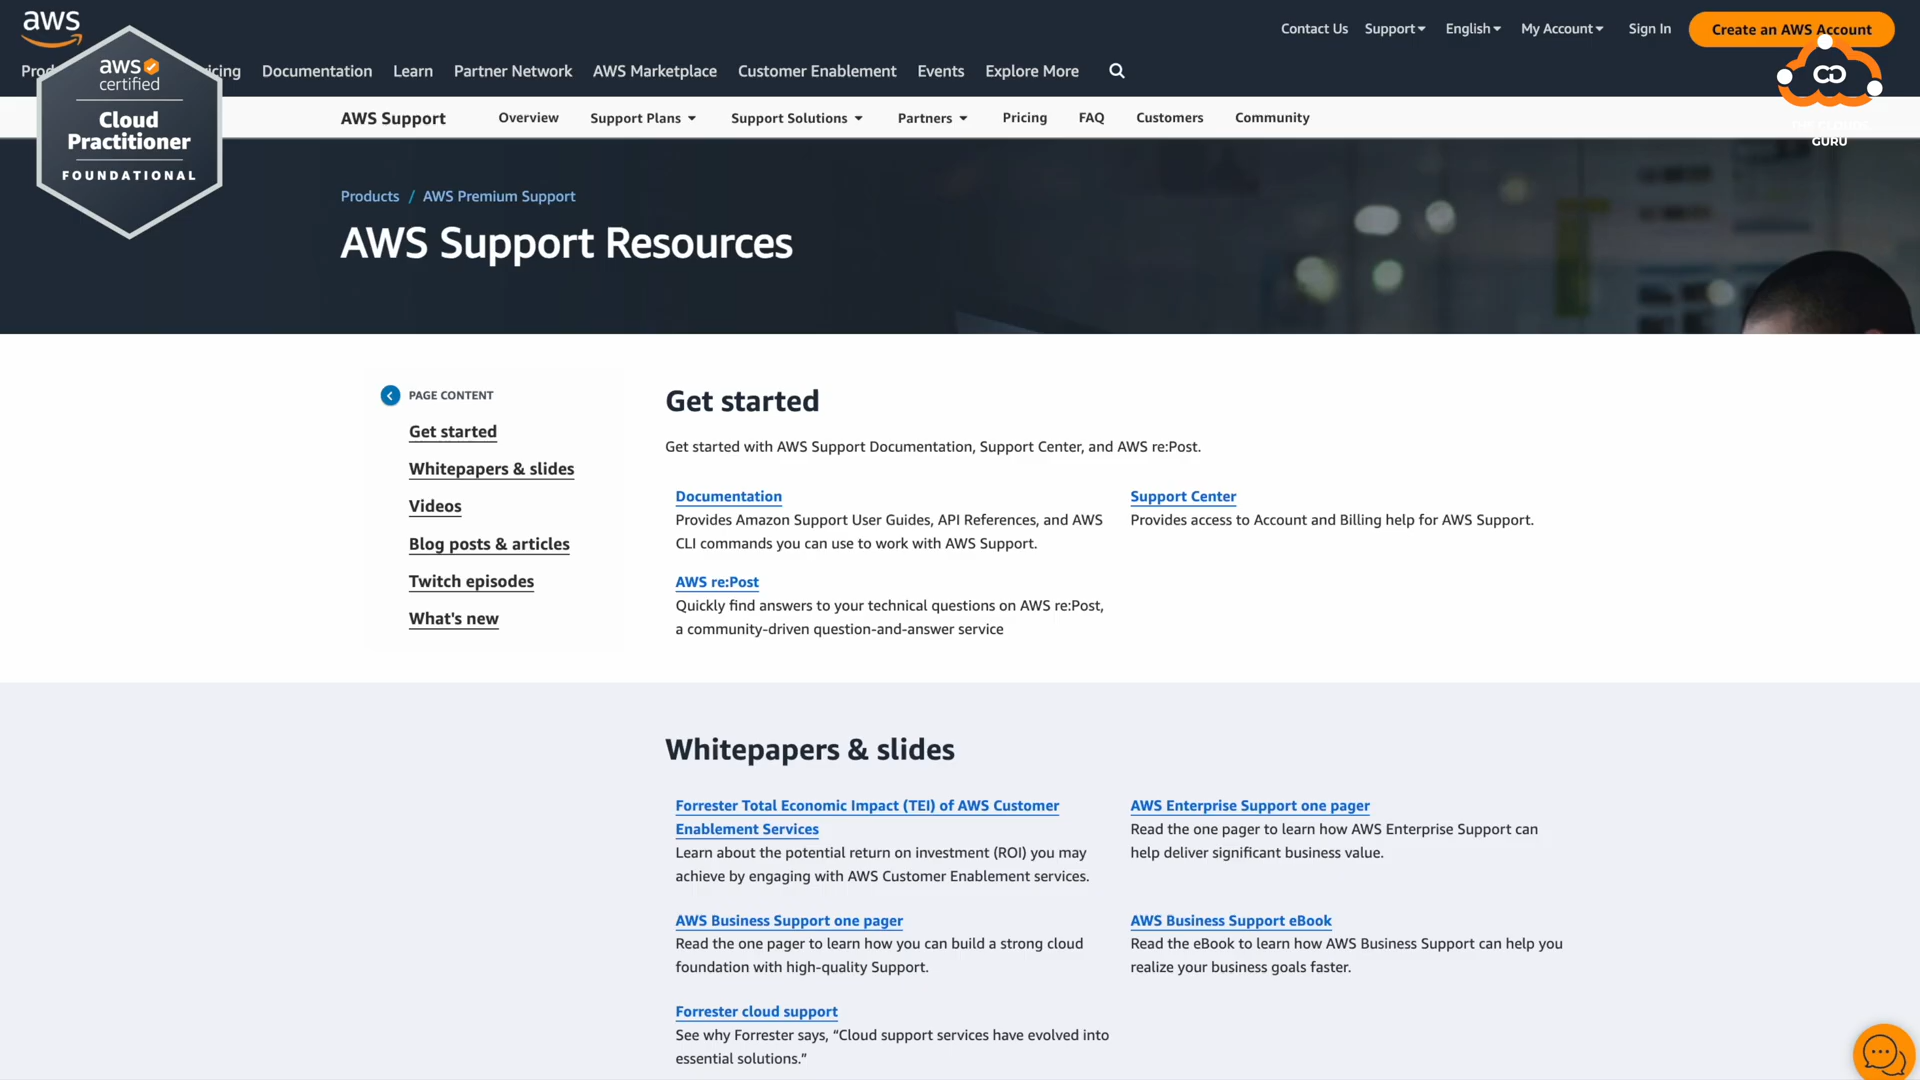 aws
Contact Us
Support
English
My Account
Sign In
Create an AWS Account
icing
Documentation
Learn
Partner Network
AWS Marketplace
Customer Enablement
Events
Explore More
aws
certified
Cloud
Practitioner
FOUNDATIONAL
GURU
AWS Support
Overview
Support Plans
Support Solutions
Partners
Pricing
FAQ
Customers
Community
Products / AWS Premium Support
AWS Support Resources
PAGE CONTENT
Get started
Whitepapers & slides
Videos
Blog posts & articles
Twitch episodes
What's new
Get started
Get started with AWS Support Documentation, Support Center, and AWS re:Post.
Documentation
Provides Amazon Support User Guides, API References, and AWS
CLI commands you can use to work with AWS Support.
Support Center
Provides access to Account and Billing help for AWS Support.
AWS re:Post
Quickly find answers to your technical questions on AWS re:Post,
a community-driven question-and-answer service
Whitepapers & slides
Forrester Total Economic Impact (TEI) of AWS Customer
Enablement Services
Learn about the potential return on investment (ROI) you may
achieve by engaging with AWS Customer Enablement services.
AWS Enterprise Support one pager
Read the one pager to learn how AWS Enterprise Support can
help deliver significant business value.
AWS Business Support one pager
Read the one pager to learn how you can build a strong cloud
foundation with high-quality Support.
AWS Business Support eBook
Read the eBook to learn how AWS Business Support can help you
realize your business goals faster.
Forrester cloud support
See why Forrester says, “Cloud support services have evolved into
essential solutions.”